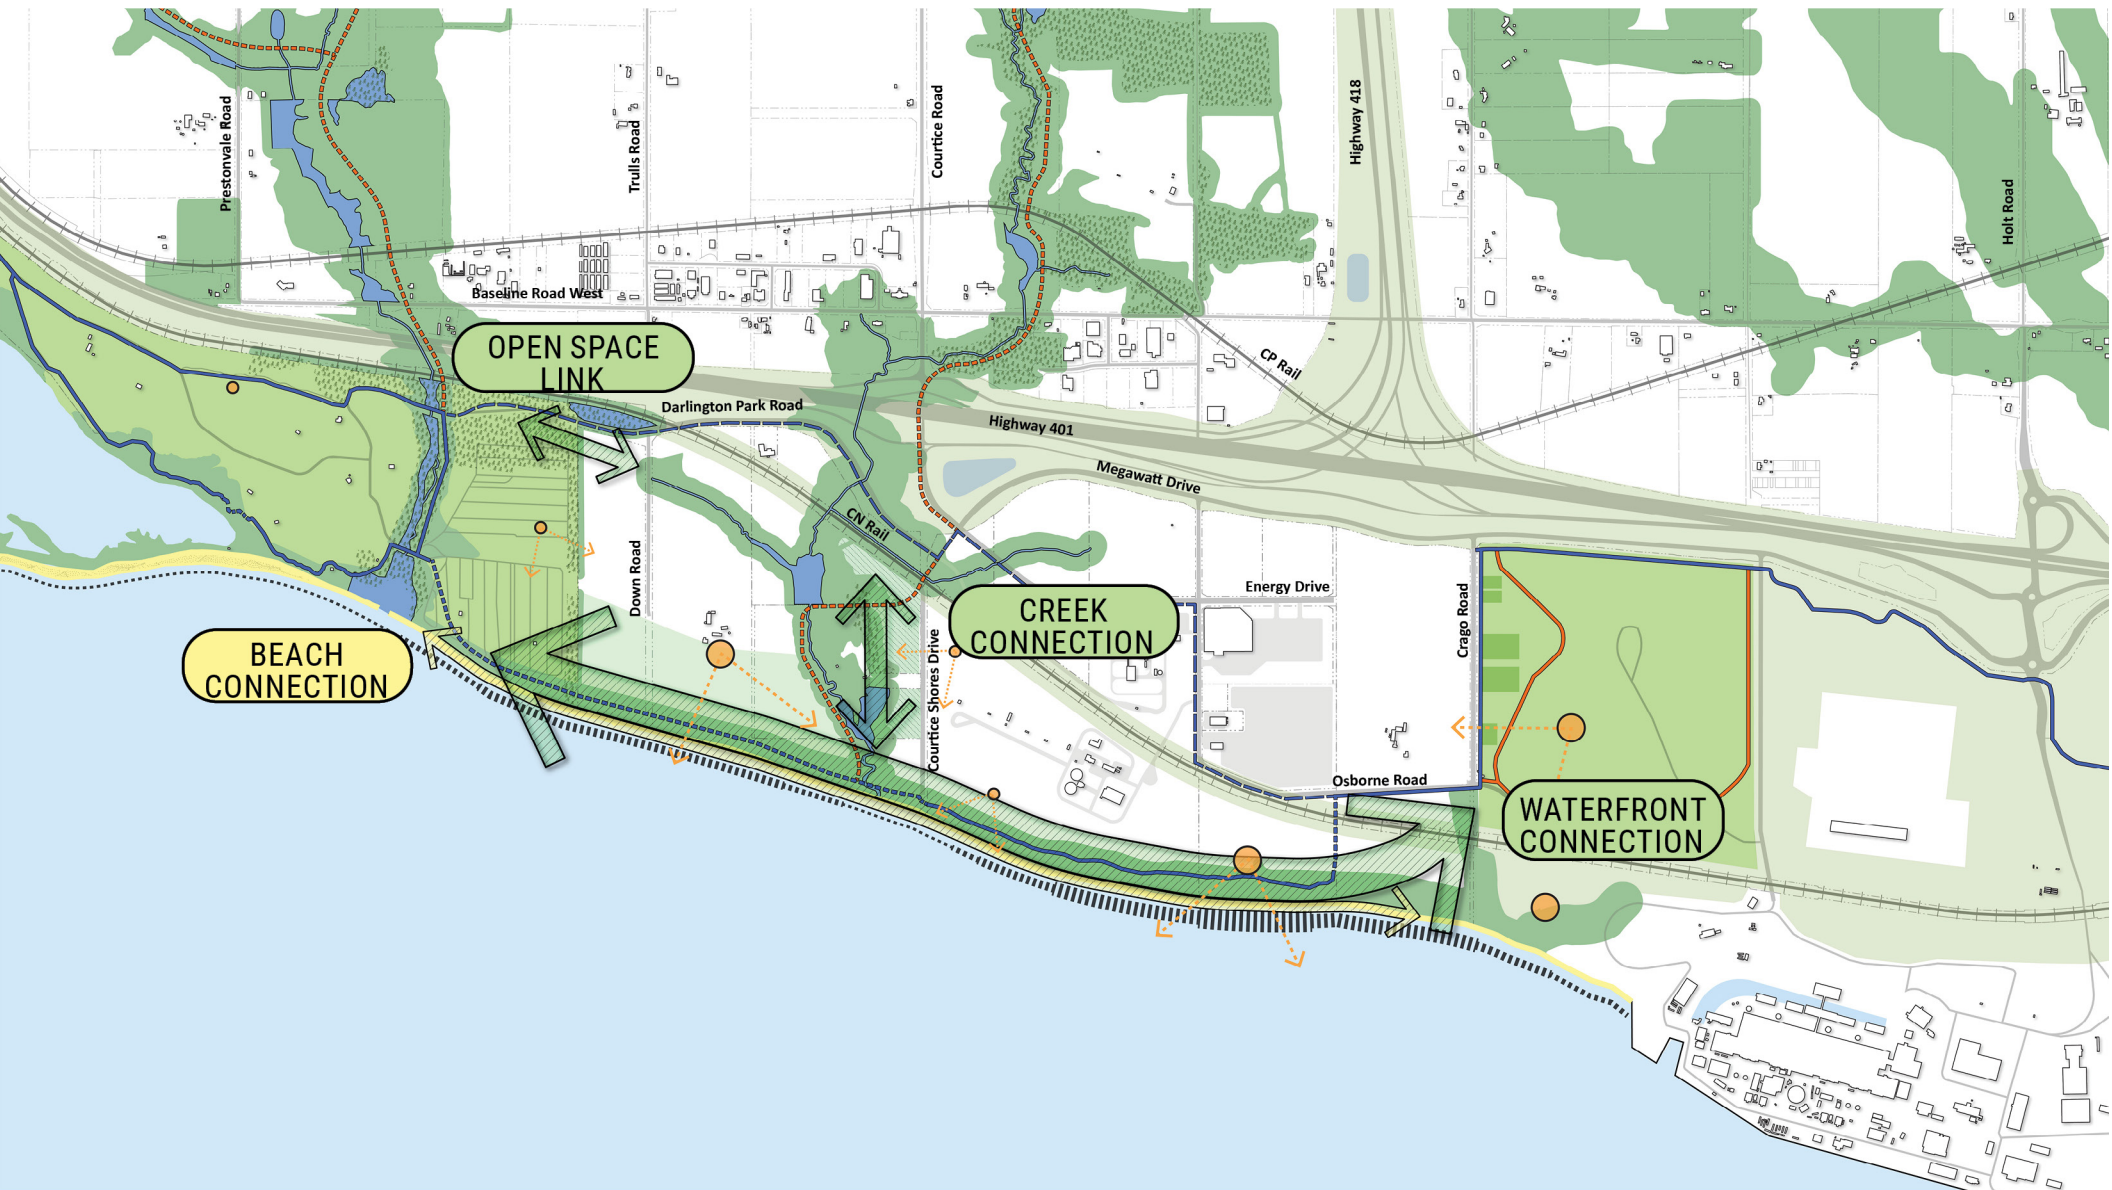 Prestonvale Road
Trulls Road
Courtice Road
Highway 418
Holt Road
Baseline Road West
OPEN SPACE
LINK
Darlington Park Road
Highway 401
CP Rail
Megawatt Drive
CN Rail
Down Road
Energy Drive
Crago Road
CREEK
CONNECTION
BEACH
CONNECTION
Courtice Shores Drive
Osborne Road
WATERFRONT
CONNECTION